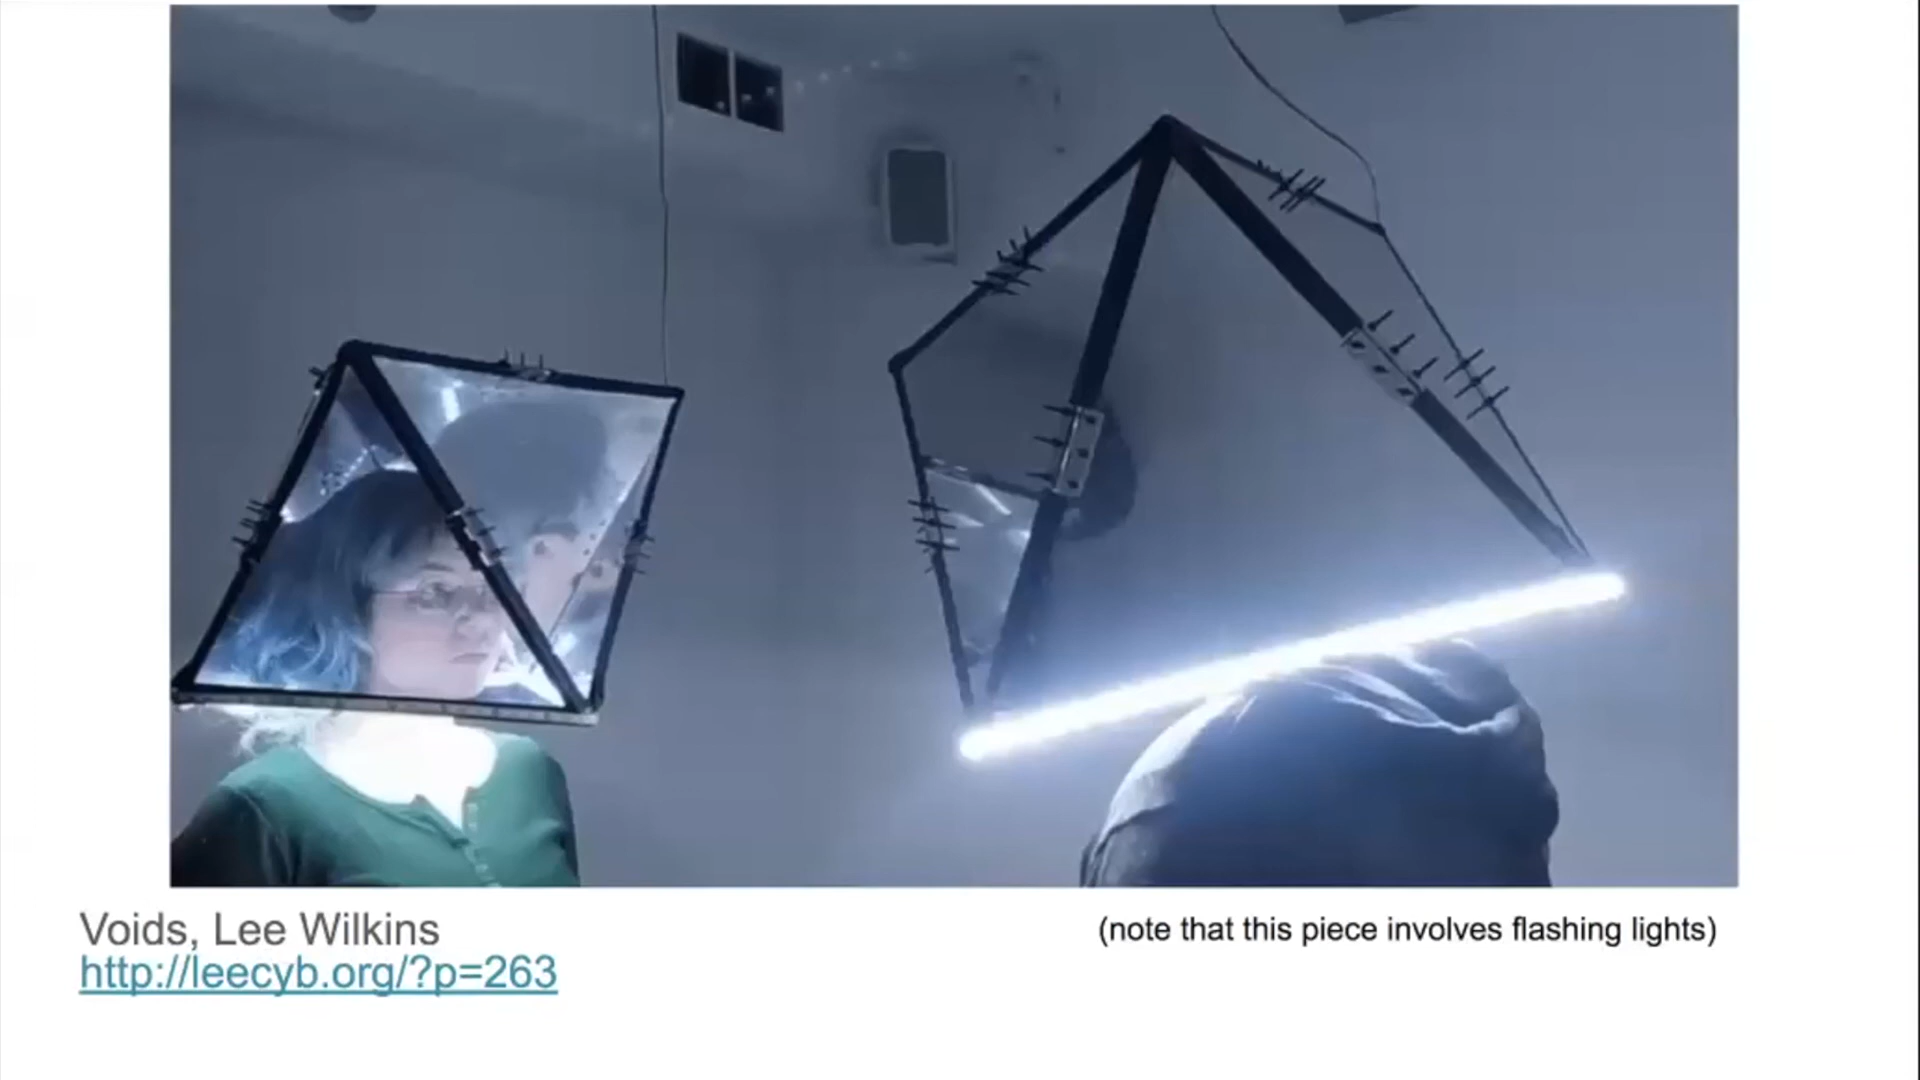 Voids, Lee Wilkins
http://leecyb.org/?p=263
(note that this piece involves flashing lights)